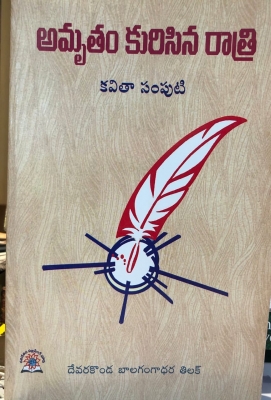 అమృతం కురిసిన రాత్రి
కవితా సంపుటి
దేవరకొండ బాలగంగాధర తిలక్